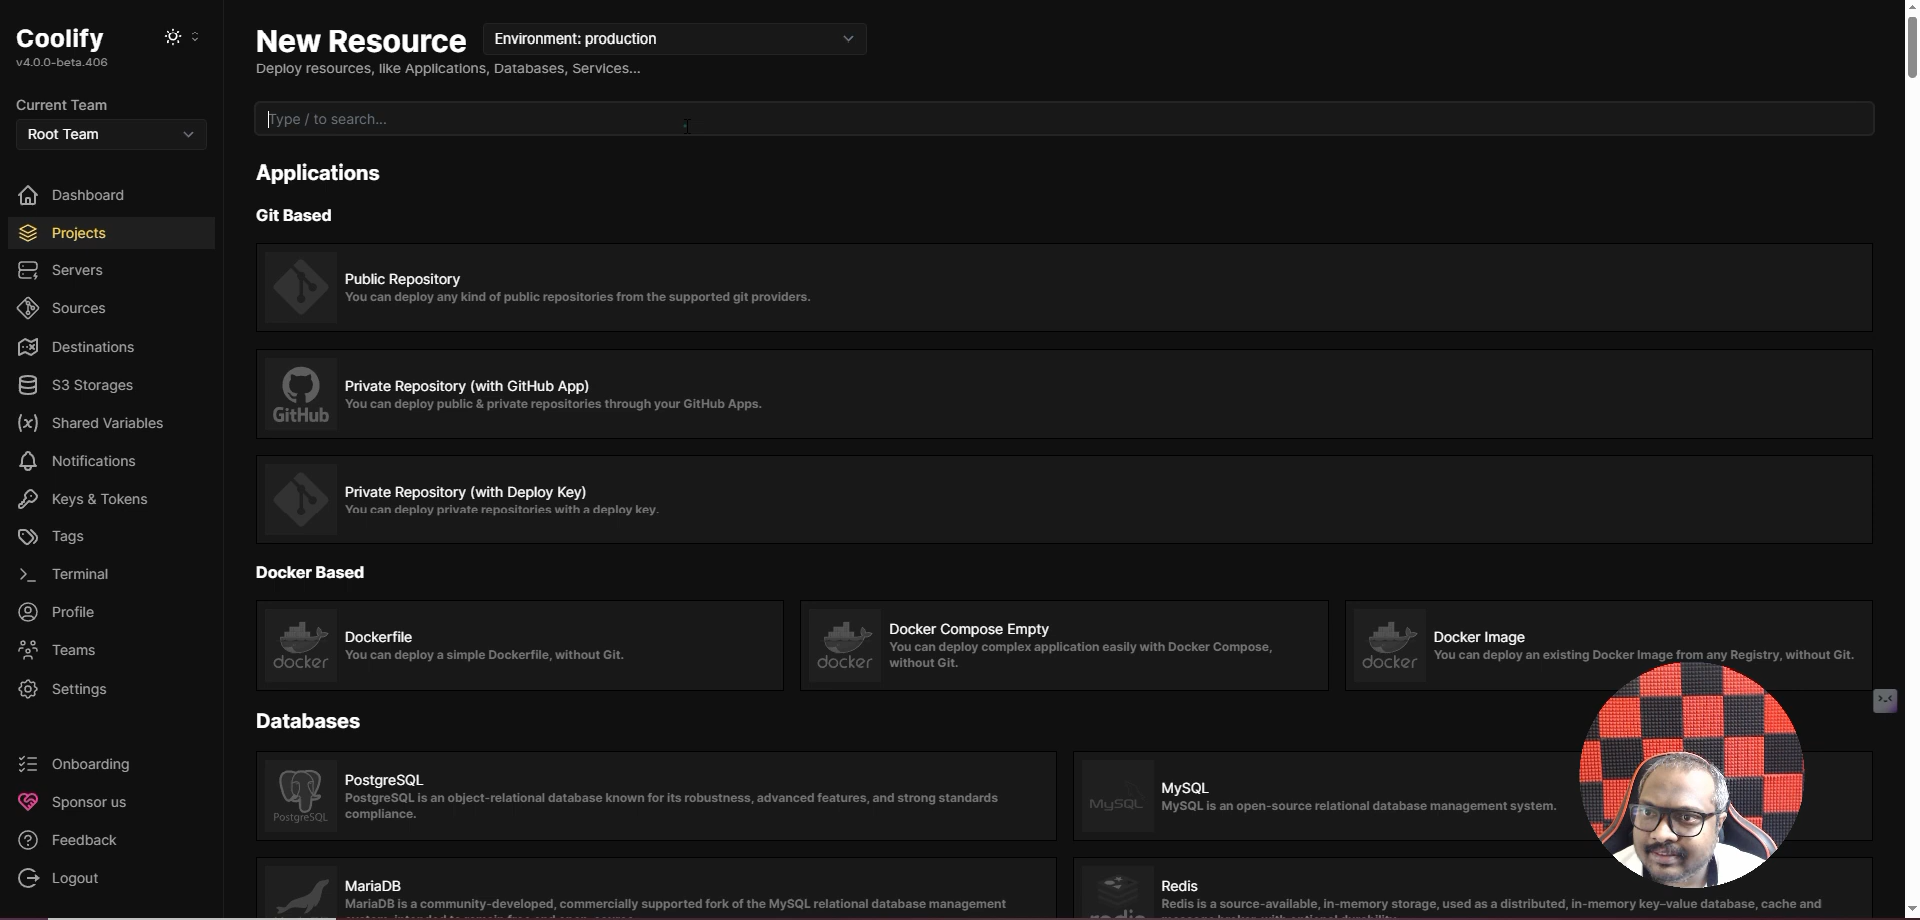 Coolify
v4.0.0-beta.406
Current Team
Root Team
Dashboard
Projects
Servers
Sources
Destinations
S3 Storages
Shared Variables
Notifications
Keys & Tokens
Tags
Terminal
Profile
Teams
Settings
Onboarding
Sponsor us
Feedback
Logout
New Resource
Environment: production
Deploy resources, like Applications, Databases, Services...
Type / to search...
Applications
Git Based
Public Repository
You can deploy any kind of public repositories from the supported git providers.
GitHub
Private Repository (with GitHub App)
You can deploy public & private repositories through your GitHub Apps.
Private Repository (with Deploy Key)
You can deploy private repositories with a deploy key.
Docker Based
docker
Dockerfile
You can deploy a simple Dockerfile, without Git.
docker
Docker Compose Empty
You can deploy complex application easily with Docker Compose,
without Git.
docker
Docker Image
You can deploy an existing Docker Image from any Registry, without Git.
Databases
PostgreSQL
PostgreSQL
PostgreSQL is an object-relational database known for its robustness, advanced features, and strong standards
compliance.
MySQL
MySQL
MySQL is an open-source relational database management system.
MariaDB
MariaDB is a community-developed, commercially supported fork of the MySQL relational database management
redis
Redis
Redis is a source-available, in-memory storage, used as a distributed, in-memory key–value database, cache and